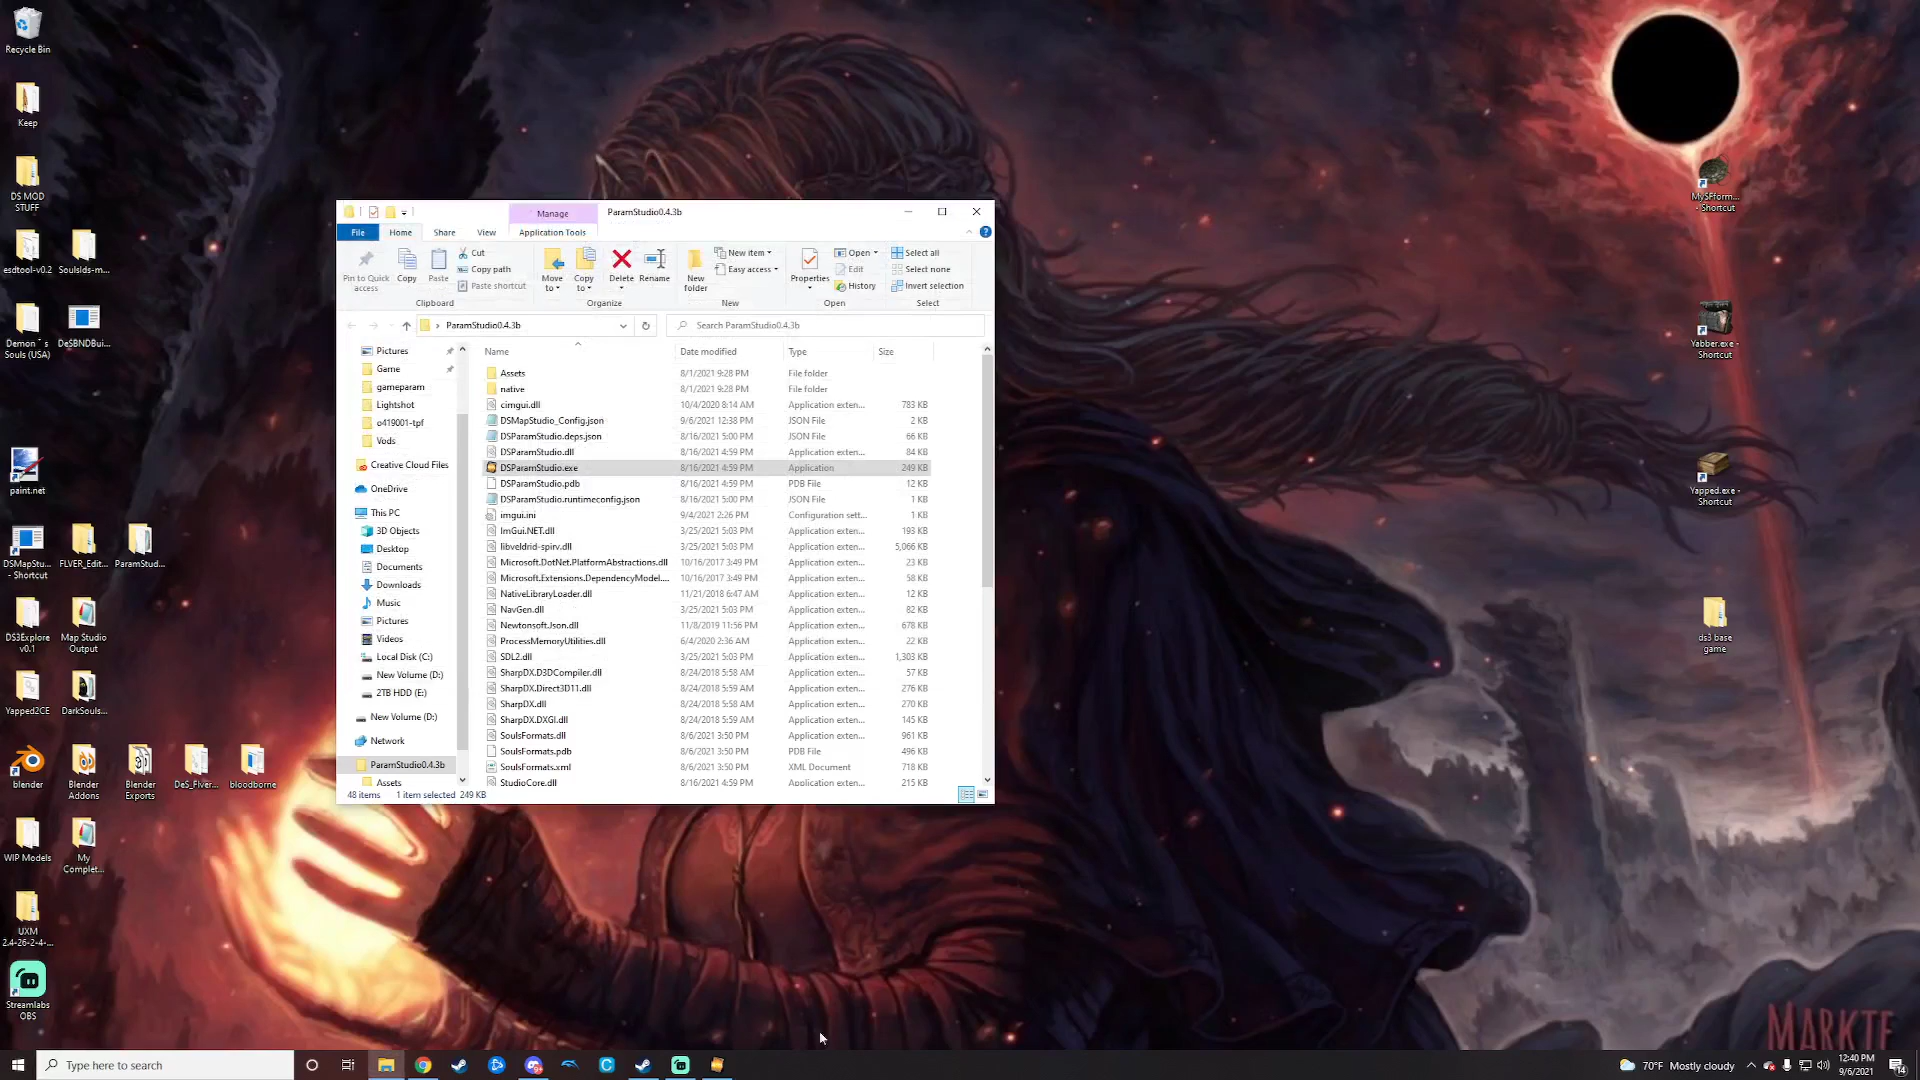 Recycle Bin
Keep
DS MOD
STUFF
esdtool-v0.2
Soulslds-m...
Demon´s
Souls (USA)
DeSBNDBui...
paint.net
DSMapStu...
- Shortcut
FLVER_Edit...
ParamStud...
DS3Explore
v0.1
Map Studio
Output
Yapped2CE
DarkSouls...
blender
Blender
Addons
Blender
Exports
DeS_Flver...
bloodborne
WIP Models
My
Complet...
UXM
2.4-26-2-4-...
Streamlabs
OBS
Manage
ParamStudio0.4.3b
File
Home
Share
View
Application Tools
Pin to Quick
access
Copy
Paste
Cut
Copy path
Paste shortcut
Clipboard
Move
to
Copy
to
Delete
Rename
Organize
New
folder
New item
Easy access
New
Properties
Open
Edit
History
Open
Select all
Select none
Invert selection
Select
ParamStudio0.4.3b
Search ParamStudio0.4.3b
Pictures
Game
gameparam
Lightshot
o419001-tpf
Vods
Creative Cloud Files
OneDrive
This PC
3D Objects
Desktop
Documents
Downloads
Music
Pictures
Videos
Local Disk (C:)
New Volume (D:)
2TB HDD (E:)
New Volume (D:)
Network
ParamStudio0.4.3b
Assets
Name Date modified Type Size
Assets 8/1/2021 9:28 PM File folder
native 8/1/2021 9:28 PM File folder
cimgui.dll 10/4/2020 8:14 AM Application exten... 783 KB
DSMapStudio_Config.json 9/6/2021 12:38 PM JSON File 2 KB
DSParamStudio.deps.json 8/16/2021 5:00 PM JSON File 66 KB
DSParamStudio.dll 8/16/2021 4:59 PM Application exten... 84 KB
DSParamStudio.exe 8/16/2021 4:59 PM Application 249 KB
DSParamStudio.pdb 8/16/2021 4:59 PM PDB File 12 KB
DSParamStudio.runtimeconfig.json 8/16/2021 5:00 PM JSON File 1 KB
imgui.ini 9/4/2021 2:26 PM Configuration sett... 1 KB
ImGui.NET.dll 3/25/2021 5:03 PM Application exten... 193 KB
libveldrid-spirv.dll 3/25/2021 5:03 PM Application exten... 5,066 KB
Microsoft.DotNet.PlatformAbstractions.dll 10/16/2017 3:49 PM Application exten... 23 KB
Microsoft.Extensions.DependencyModel.... 10/16/2017 3:49 PM Application exten... 58 KB
NativeLibraryLoader.dll 11/21/2018 6:47 AM Application exten... 12 KB
NavGen.dll 3/25/2021 5:03 PM Application exten... 82 KB
Newtonsoft.Json.dll 11/8/2019 11:56 PM Application exten... 678 KB
ProcessMemoryUtilities.dll 6/4/2020 2:36 AM Application exten... 22 KB
SDL2.dll 3/25/2021 5:03 PM Application exten... 1,303 KB
SharpDX.D3DCompiler.dll 8/24/2018 5:58 AM Application exten... 57 KB
SharpDX.Direct3D11.dll 8/24/2018 5:59 AM Application exten... 276 KB
SharpDX.dll 8/24/2018 5:58 AM Application exten... 270 KB
SharpDX.DXGI.dll 8/24/2018 5:59 AM Application exten... 145 KB
SoulsFormats.dll 8/6/2021 3:50 PM Application exten... 961 KB
SoulsFormats.pdb 8/6/2021 3:50 PM PDB File 496 KB
SoulsFormats.xml 8/6/2021 3:50 PM XML Document 718 KB
StudioCore.dll 8/16/2021 4:59 PM Application exten... 215 KB
48 items 1 item selected 249 KB
MySFform...
- Shortcut
Yabber.exe -
Shortcut
Yapped.exe -
Shortcut
ds3 base
game
MARKTF
Type here to search
70°F Mostly cloudy
12:40 PM
9/6/2021
14